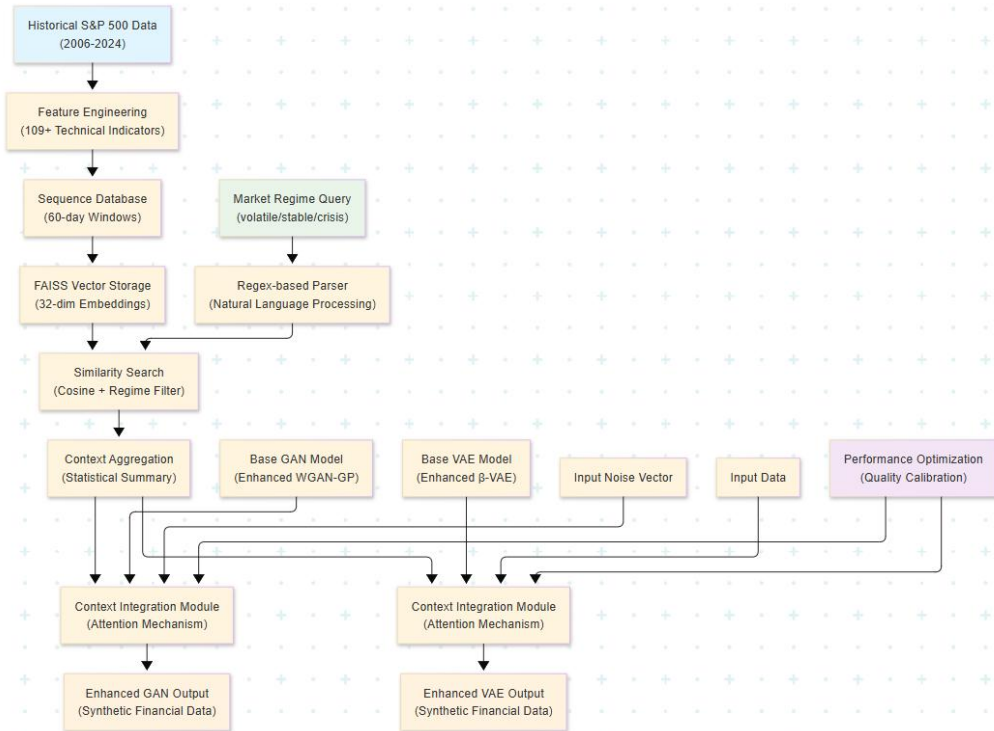 Historical S&P 500 Data
(2006-2024)
Feature Engineering
(109+ Technical Indicators)
Sequence Database
(60-day Windows)
Market Regime Query
(volatile/stable/crisis)
FAISS Vector Storage
(32-dim Embeddings)
Regex-based Parser
(Natural Language Processing)
Similarity Search
(Cosine + Regime Filter)
Context Aggregation
(Statistical Summary)
Base GAN Model
(Enhanced WGAN-GP)
Base VAE Model
(Enhanced β-VAE)
Input Noise Vector
Input Data
Performance Optimization
(Quality Calibration)
Context Integration Module
(Attention Mechanism)
Context Integration Module
(Attention Mechanism)
Enhanced GAN Output
(Synthetic Financial Data)
Enhanced VAE Output
(Synthetic Financial Data)